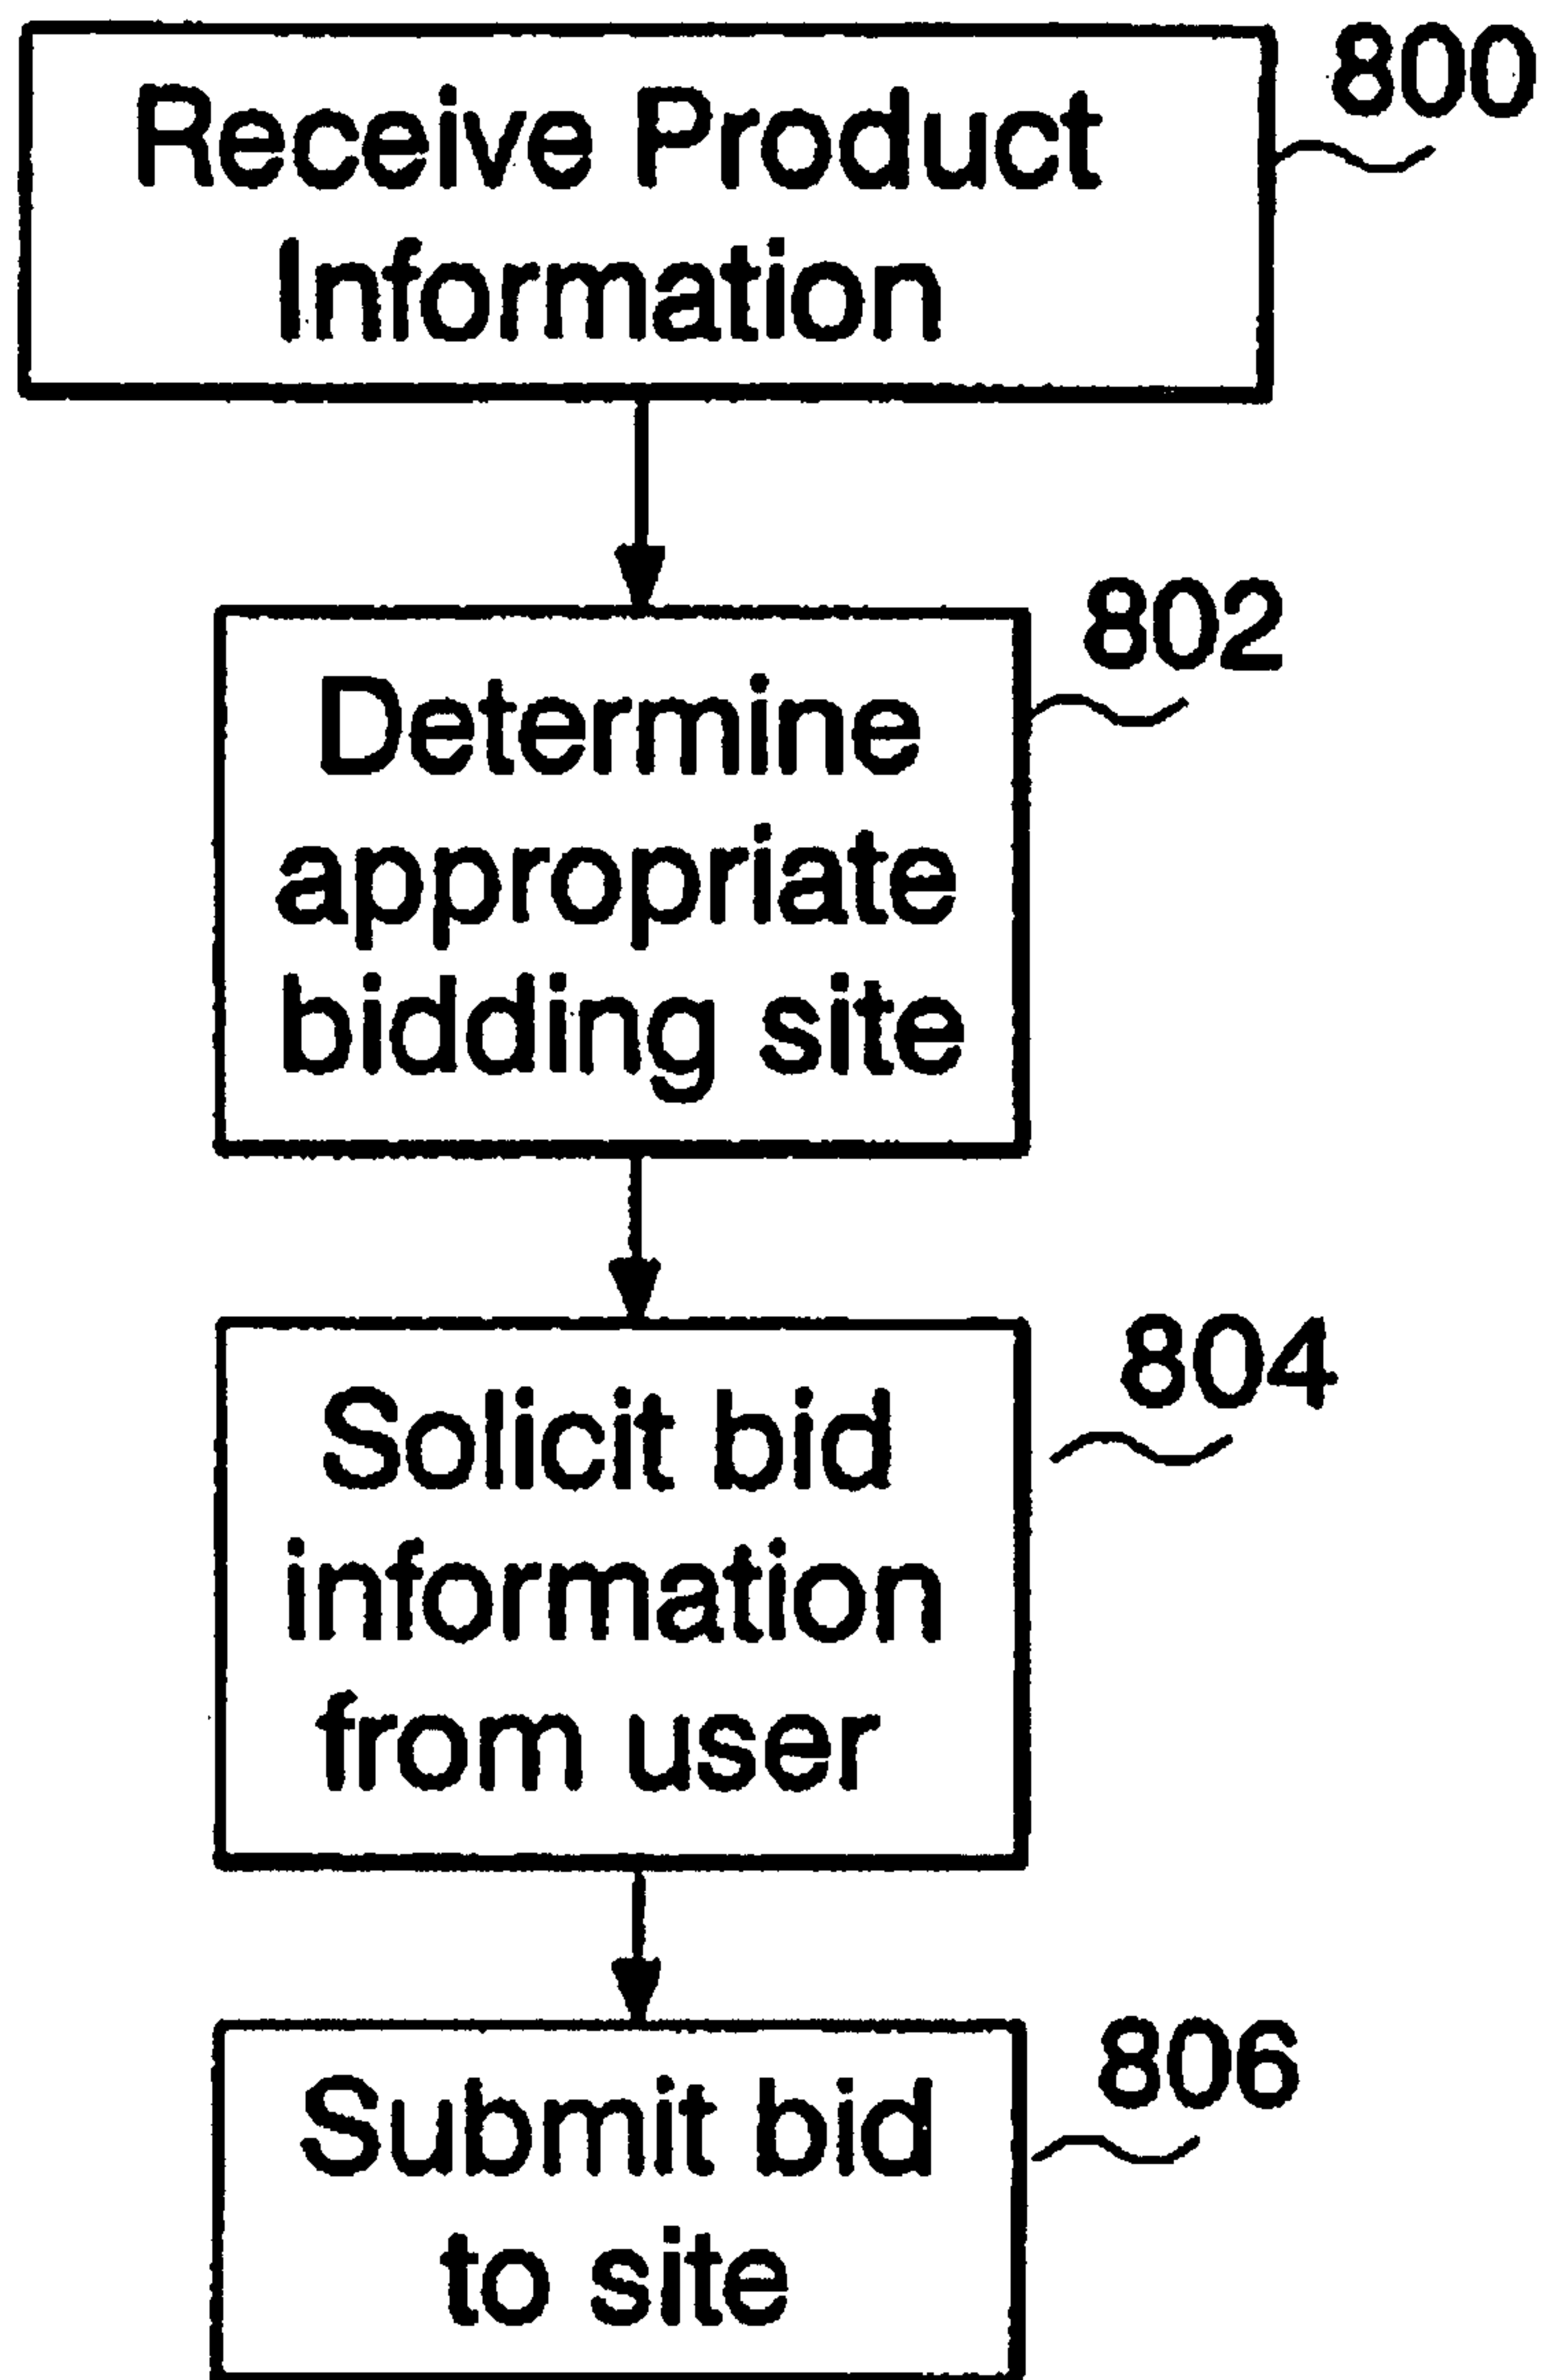 Receive Product
Information
800
Determine
appropriate
bidding site
802
Solicit bid
information
from user
804
Submit bid
to site
806